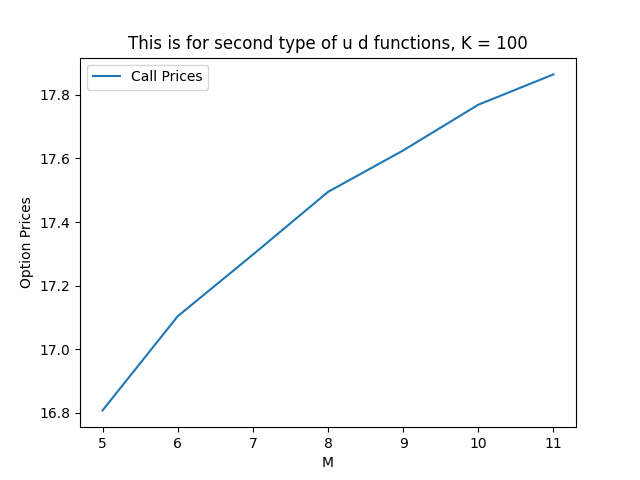 This is for second type of u d functions, K = 100
Call Prices
Option Prices
17.8
17.6
17.4
17.2
17.0
16.8
5 6 7 8 9 10 11
M